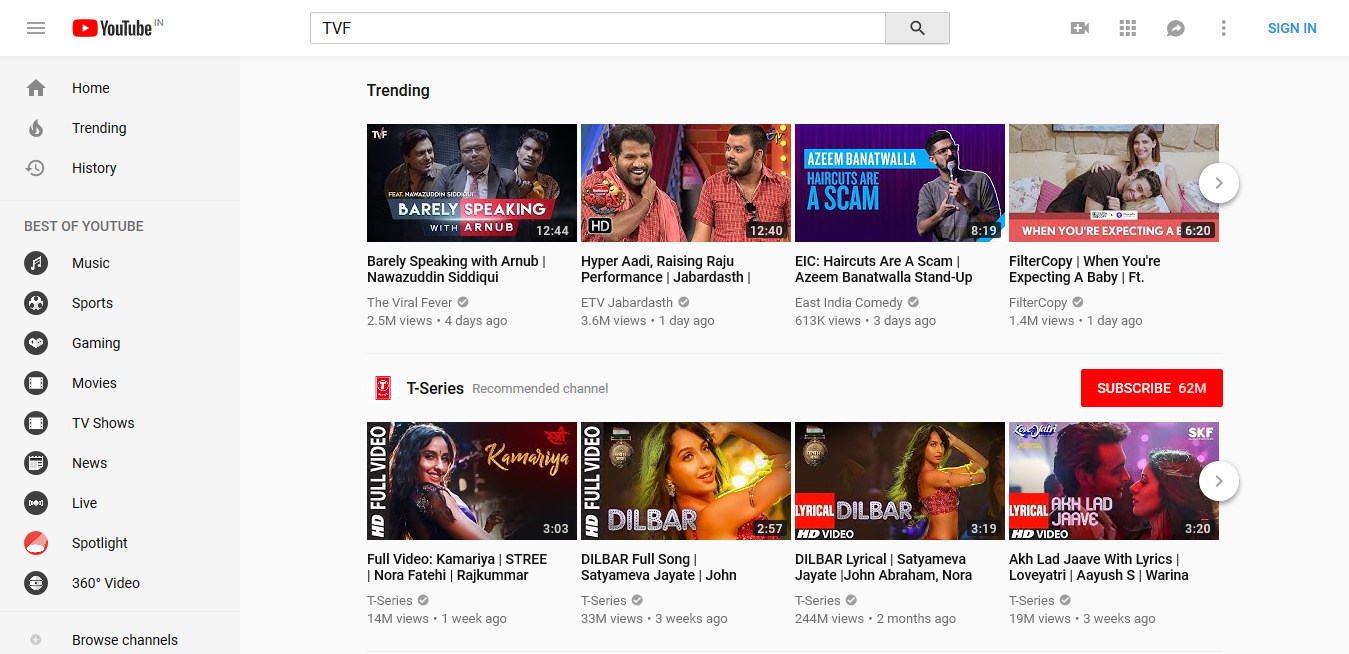 YouTube IN
TVF
SIGN IN
Home
Trending
History
BEST OF YOUTUBE
Music
Sports
Gaming
Movies
TV Shows
News
Live
Spotlight
360° Video
Browse channels
Trending
TVF
FEAT. NAWAZUDDIN SIDDIQUI
BARELY SPEAKING
WITH ARNUB
12:44
HD
12:40
AZEEM BANATWALLA
HAIRCUTS ARE
A SCAM
8:19
WHEN YOU'RE EXPECTING A B
6:20
Barely Speaking with Arnub |
Nawazuddin Siddiqui
The Viral Fever
2.5M views • 4 days ago
Hyper Aadi, Raising Raju
Performance | Jabardasth |
ETV Jabardasth
3.6M views • 1 day ago
EIC: Haircuts Are A Scam |
Azeem Banatwalla Stand-Up
East India Comedy
613K views • 3 days ago
FilterCopy | When You're
Expecting A Baby | Ft.
FilterCopy
1.4M views • 1 day ago
T-Series Recommended channel
SUBSCRIBE 62M
HD FULL VIDEO
स्त्री
Kamariya
3:03
HD FULL VIDEO
DILBAR
2:57
LYRICAL
DILBAR
HD VIDEO
3:19
LoveYatri
SKF
LYRICAL
AKH LAD
JAAVE
HD VIDEO
3:20
Full Video: Kamariya | STREE
| Nora Fatehi | Rajkummar
T-Series
14M views • 1 week ago
DILBAR Full Song |
Satyameva Jayate | John
T-Series
33M views • 3 weeks ago
DILBAR Lyrical | Satyameva
Jayate |John Abraham, Nora
T-Series
244M views • 2 months ago
Akh Lad Jaave With Lyrics |
Loveyatri | Aayush S | Warina
T-Series
19M views • 3 weeks ago